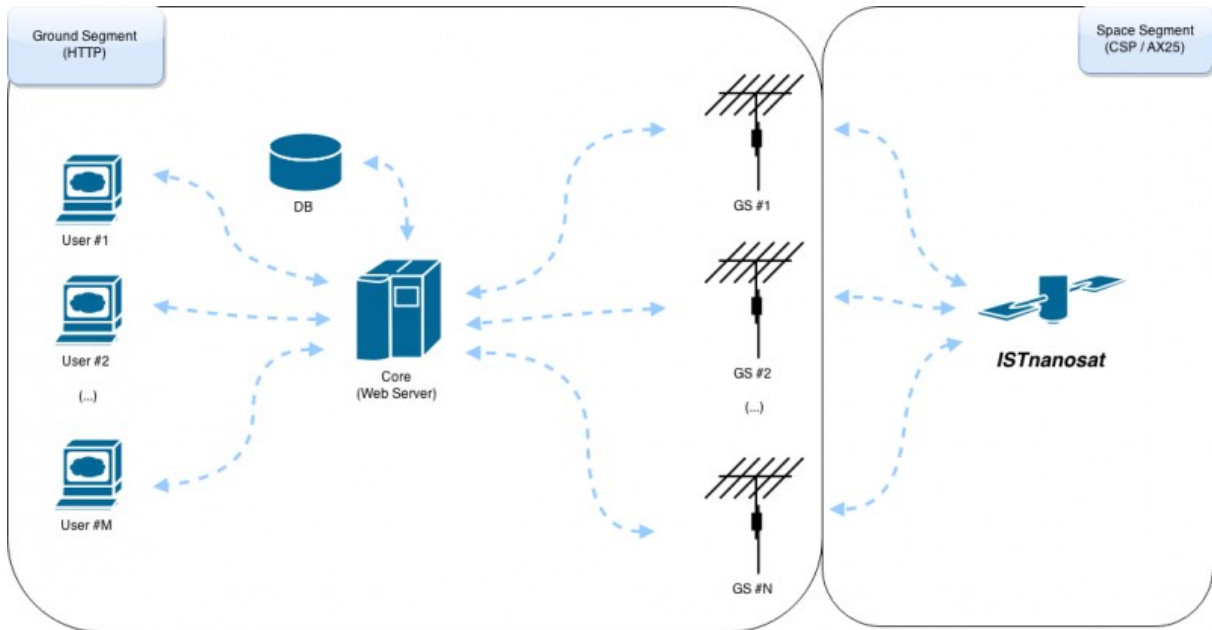 Ground Segment
(HTTP)
Space Segment
(CSP / AX25)
DB
User #1
GS #1
User #2
(...)
Core
(Web Server)
GS #2
(...)
ISTnanosat
User #M
GS #N